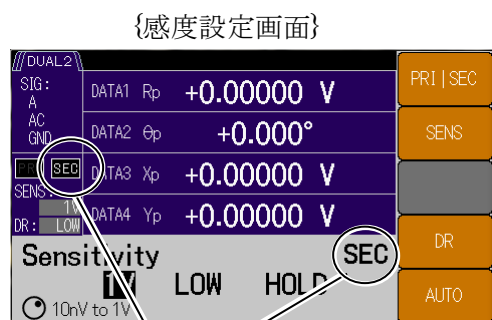 {感度設定画面}
DUAL2
SIG:
A
AC
GND
DATA1 Rp +0.00000 V
DATA2 θp +0.000°
DATA3 Xp +0.00000 V
DATA4 Yp +0.00000 V
SEC
SENS:
1V
DR: LOW
Sensitivity SEC
1V LOW HOLD
10nV to 1V
PRI|SEC
SENS
DR
AUTO